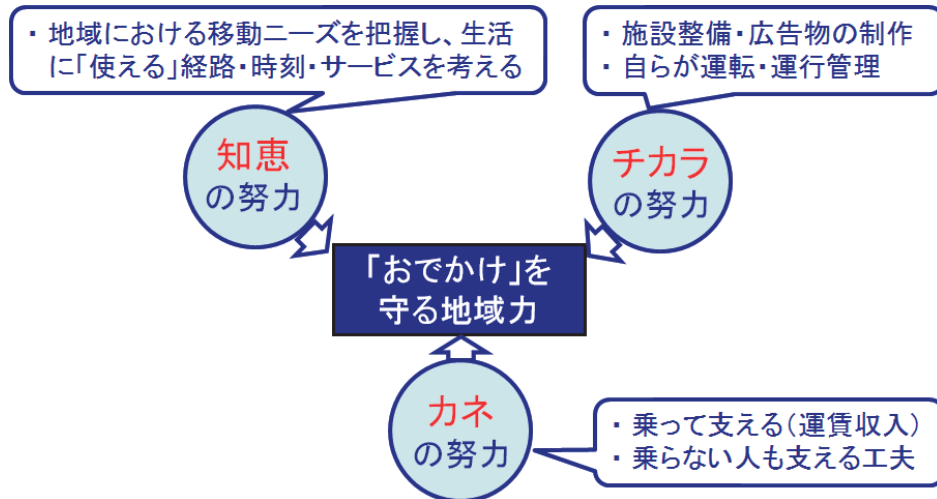 ・ 地域における移動ニーズを把握し、生活
に「使える」経路・時刻・サービスを考える
・ 施設整備・広告物の制作
・ 自らが運転・運行管理
知恵
の努力
チカラ
の努力
「おでかけ」を
守る地域力
カネ
の努力
・ 乗って支える（運賃収入）
・ 乗らない人も支える工夫